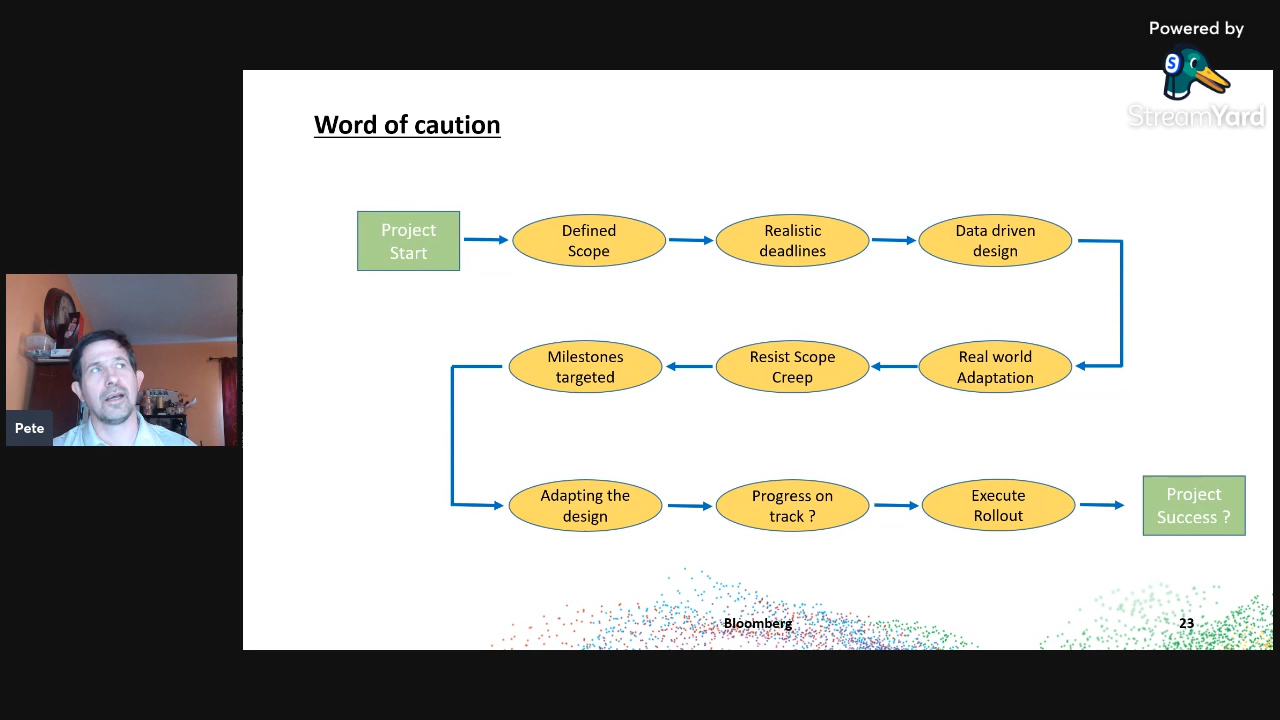 Powered by
S
StreamYard
Word of caution
Project
Start
Defined
Scope
Realistic
deadlines
Data driven
design
Milestones
targeted
Resist Scope
Creep
Real world
Adaptation
Pete
Adapting the
design
Progress on
track ?
Execute
Rollout
Project
Success ?
Bloomberg
23